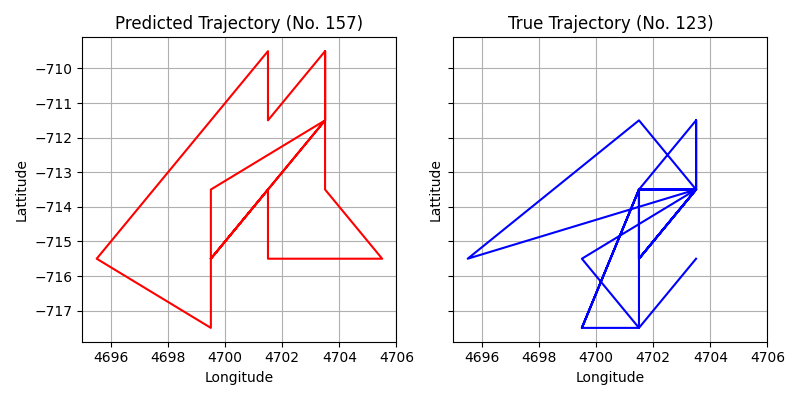 Predicted Trajectory (No. 157)
True Trajectory (No. 123)
Lattitude
−710
−711
−712
−713
−714
−715
−716
−717
4696 4698 4700 4702 4704 4706
Longitude
Lattitude
4696 4698 4700 4702 4704 4706
Longitude